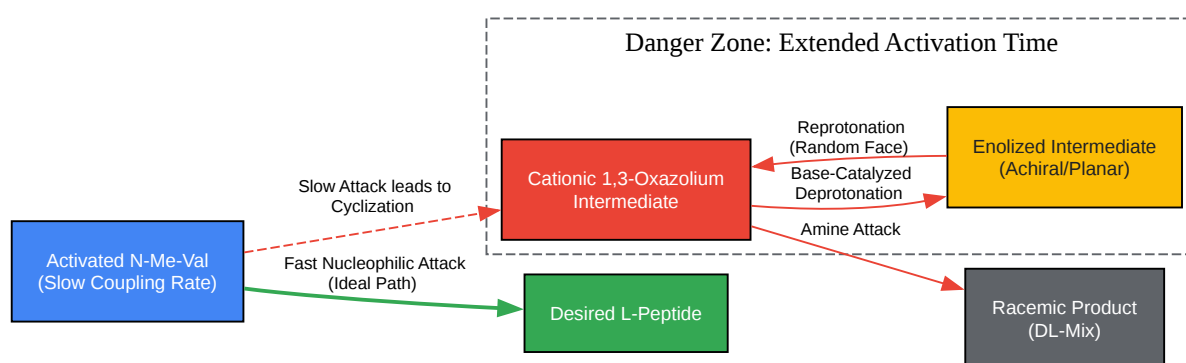 Danger Zone: Extended Activation Time
Reprotonation
(Random Face)
Enolized Intermediate
(Achiral/Planar)
Cationic 1,3-Oxazolium
Intermediate
Base-Catalyzed
Deprotonation
Slow Attack leads to
Cyclization
Amine Attack
Activated N-Me-Val
(Slow Coupling Rate)
Fast Nucleophilic Attack
(Ideal Path)
Desired L-Peptide
Racemic Product
(DL-Mix)